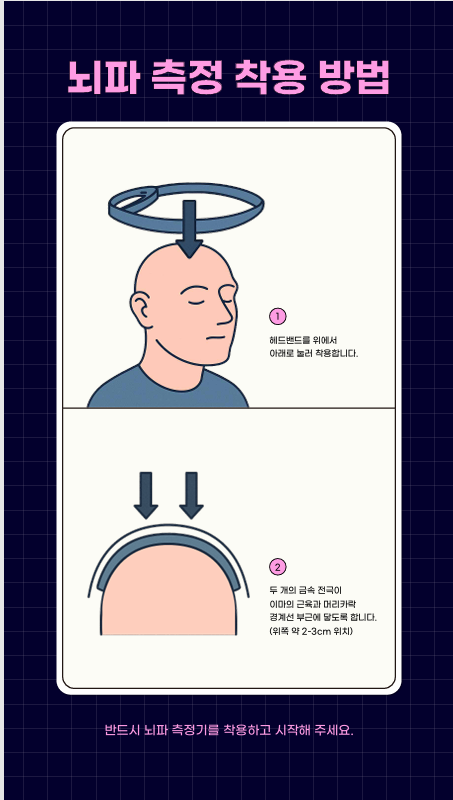 뇌파 측정 착용 방법
1
헤드밴드를 위에서
아래로 눌러 착용합니다.
2
두 개의 금속 전극이
이마의 근육과 머리카락
경계선 부근에 닿도록 합니다.
(위쪽 약 2-3cm 위치)
반드시 뇌파 측정기를 착용하고 시작해 주세요.